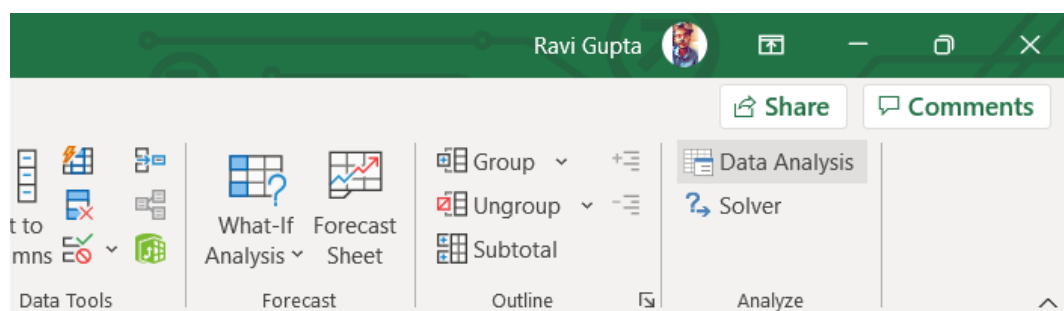 Ravi Gupta
Share Comments
t to
mns
What-If
Analysis
Forecast
Sheet
Group
Ungroup
Subtotal
Data Analysis
Solver
Data Tools Forecast Outline Analyze